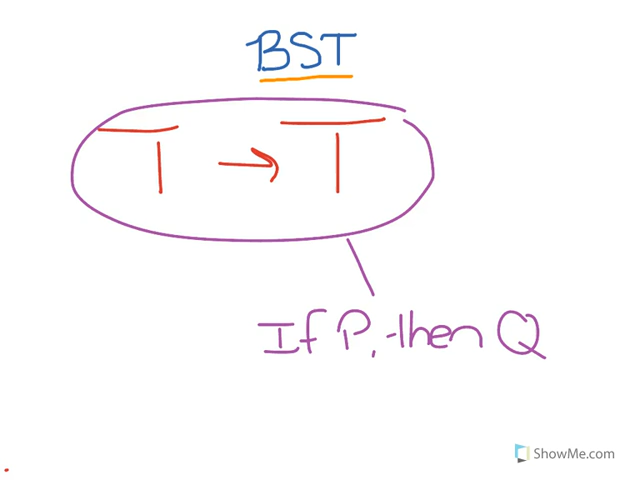 BST
T → T
If P, then Q
ShowMe.com